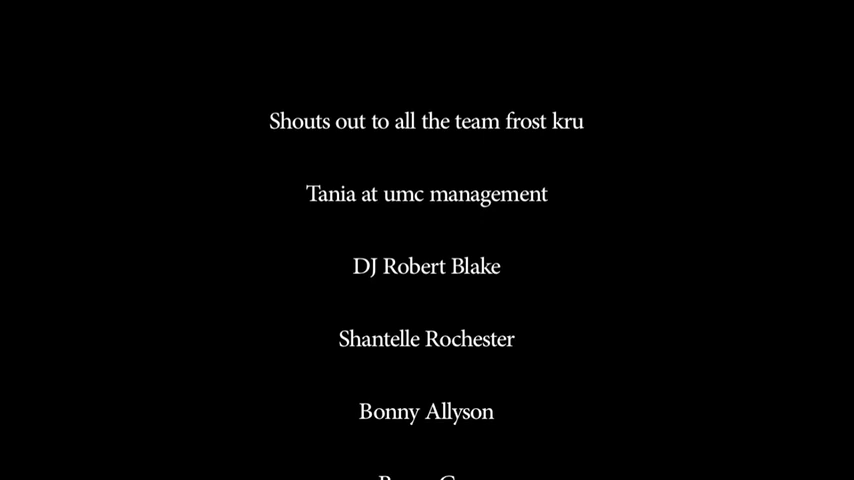 Shouts out to all the team frost kru
Tania at umc management
DJ Robert Blake
Shantelle Rochester
Bonny Allyson